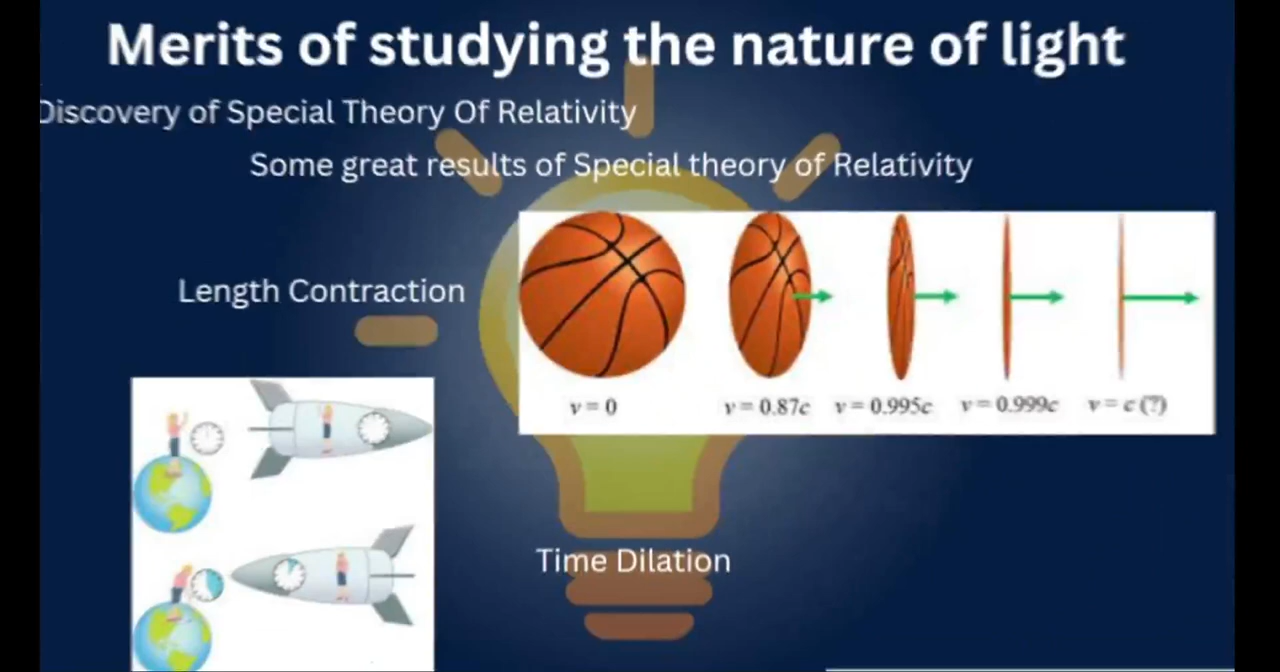 Merits of studying the nature of light
Discovery of Special Theory Of Relativity
Some great results of Special theory of Relativity
Length Contraction
v = 0 v = 0.87c v = 0.995c v = 0.999c v = c (?)
Time Dilation